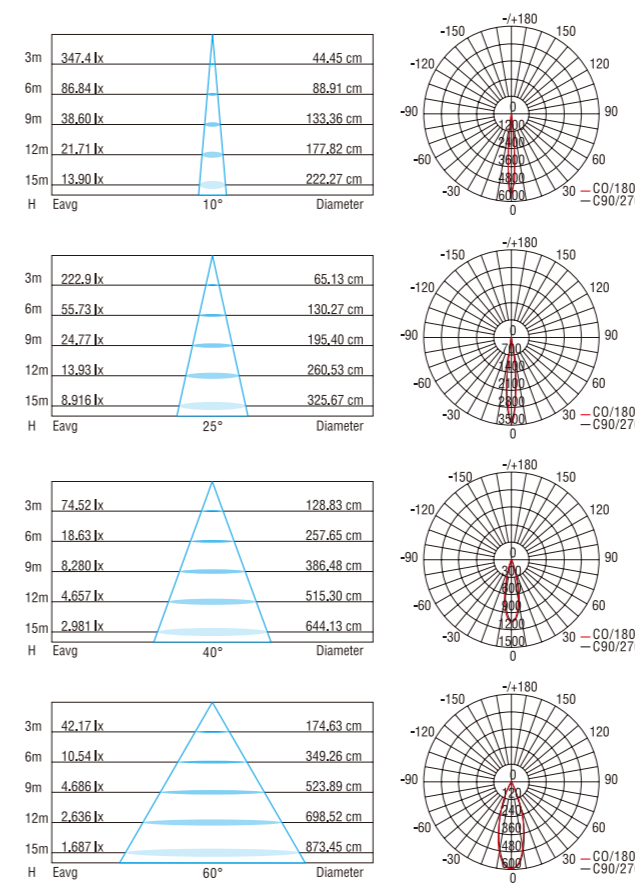 3m 347.4 lx 44.45 cm
6m 86.84 lx 88.91 cm
9m 38.60 lx 133.36 cm
12m 21.71 lx 177.82 cm
15m 13.90 lx 222.27 cm
H Eavg 10° Diameter
-/+180
-150 150
-120 120
-90 90
-60 60
-30 30
0
0
1200
2400
3600
4800
6000
CO/180
C90/27
3m 222.9 lx 65.13 cm
6m 55.73 lx 130.27 cm
9m 24.77 lx 195.40 cm
12m 13.93 lx 260.53 cm
15m 8.916 lx 325.67 cm
H Eavg 25° Diameter
-/+180
-150 150
-120 120
-90 90
-60 60
-30 30
0
0
700
1400
2100
2800
3500
CO/180
C90/27
3m 74.52 lx 128.83 cm
6m 18.63 lx 257.65 cm
9m 8.280 lx 386.48 cm
12m 4.657 lx 515.30 cm
15m 2.981 lx 644.13 cm
H Eavg 40° Diameter
-/+180
-150 150
-120 120
-90 90
-60 60
-30 30
0
0
300
600
900
1200
1500
CO/180
C90/27
3m 42.17 lx 174.63 cm
6m 10.54 lx 349.26 cm
9m 4.686 lx 523.89 cm
12m 2.636 lx 698.52 cm
15m 1.687 lx 873.45 cm
H Eavg 60° Diameter
-/+180
-150 150
-120 120
-90 90
-60 60
-30 30
0
0
120
240
360
480
600
CO/180
C90/27